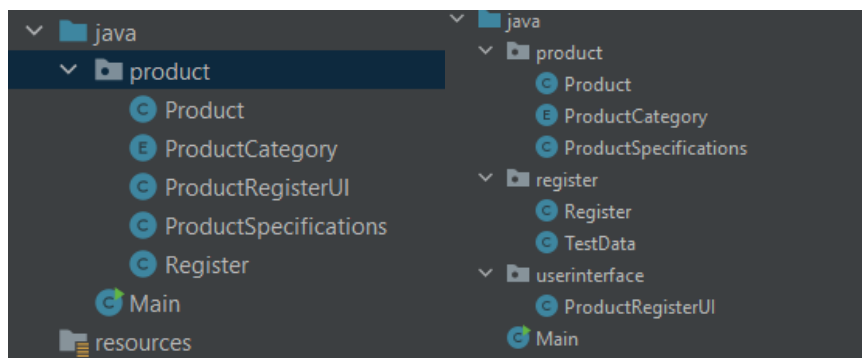 java
product
Product
ProductCategory
ProductRegisterUI
ProductSpecifications
Register
Main
resources
java
product
Product
ProductCategory
ProductSpecifications
register
Register
TestData
userinterface
ProductRegisterUI
Main